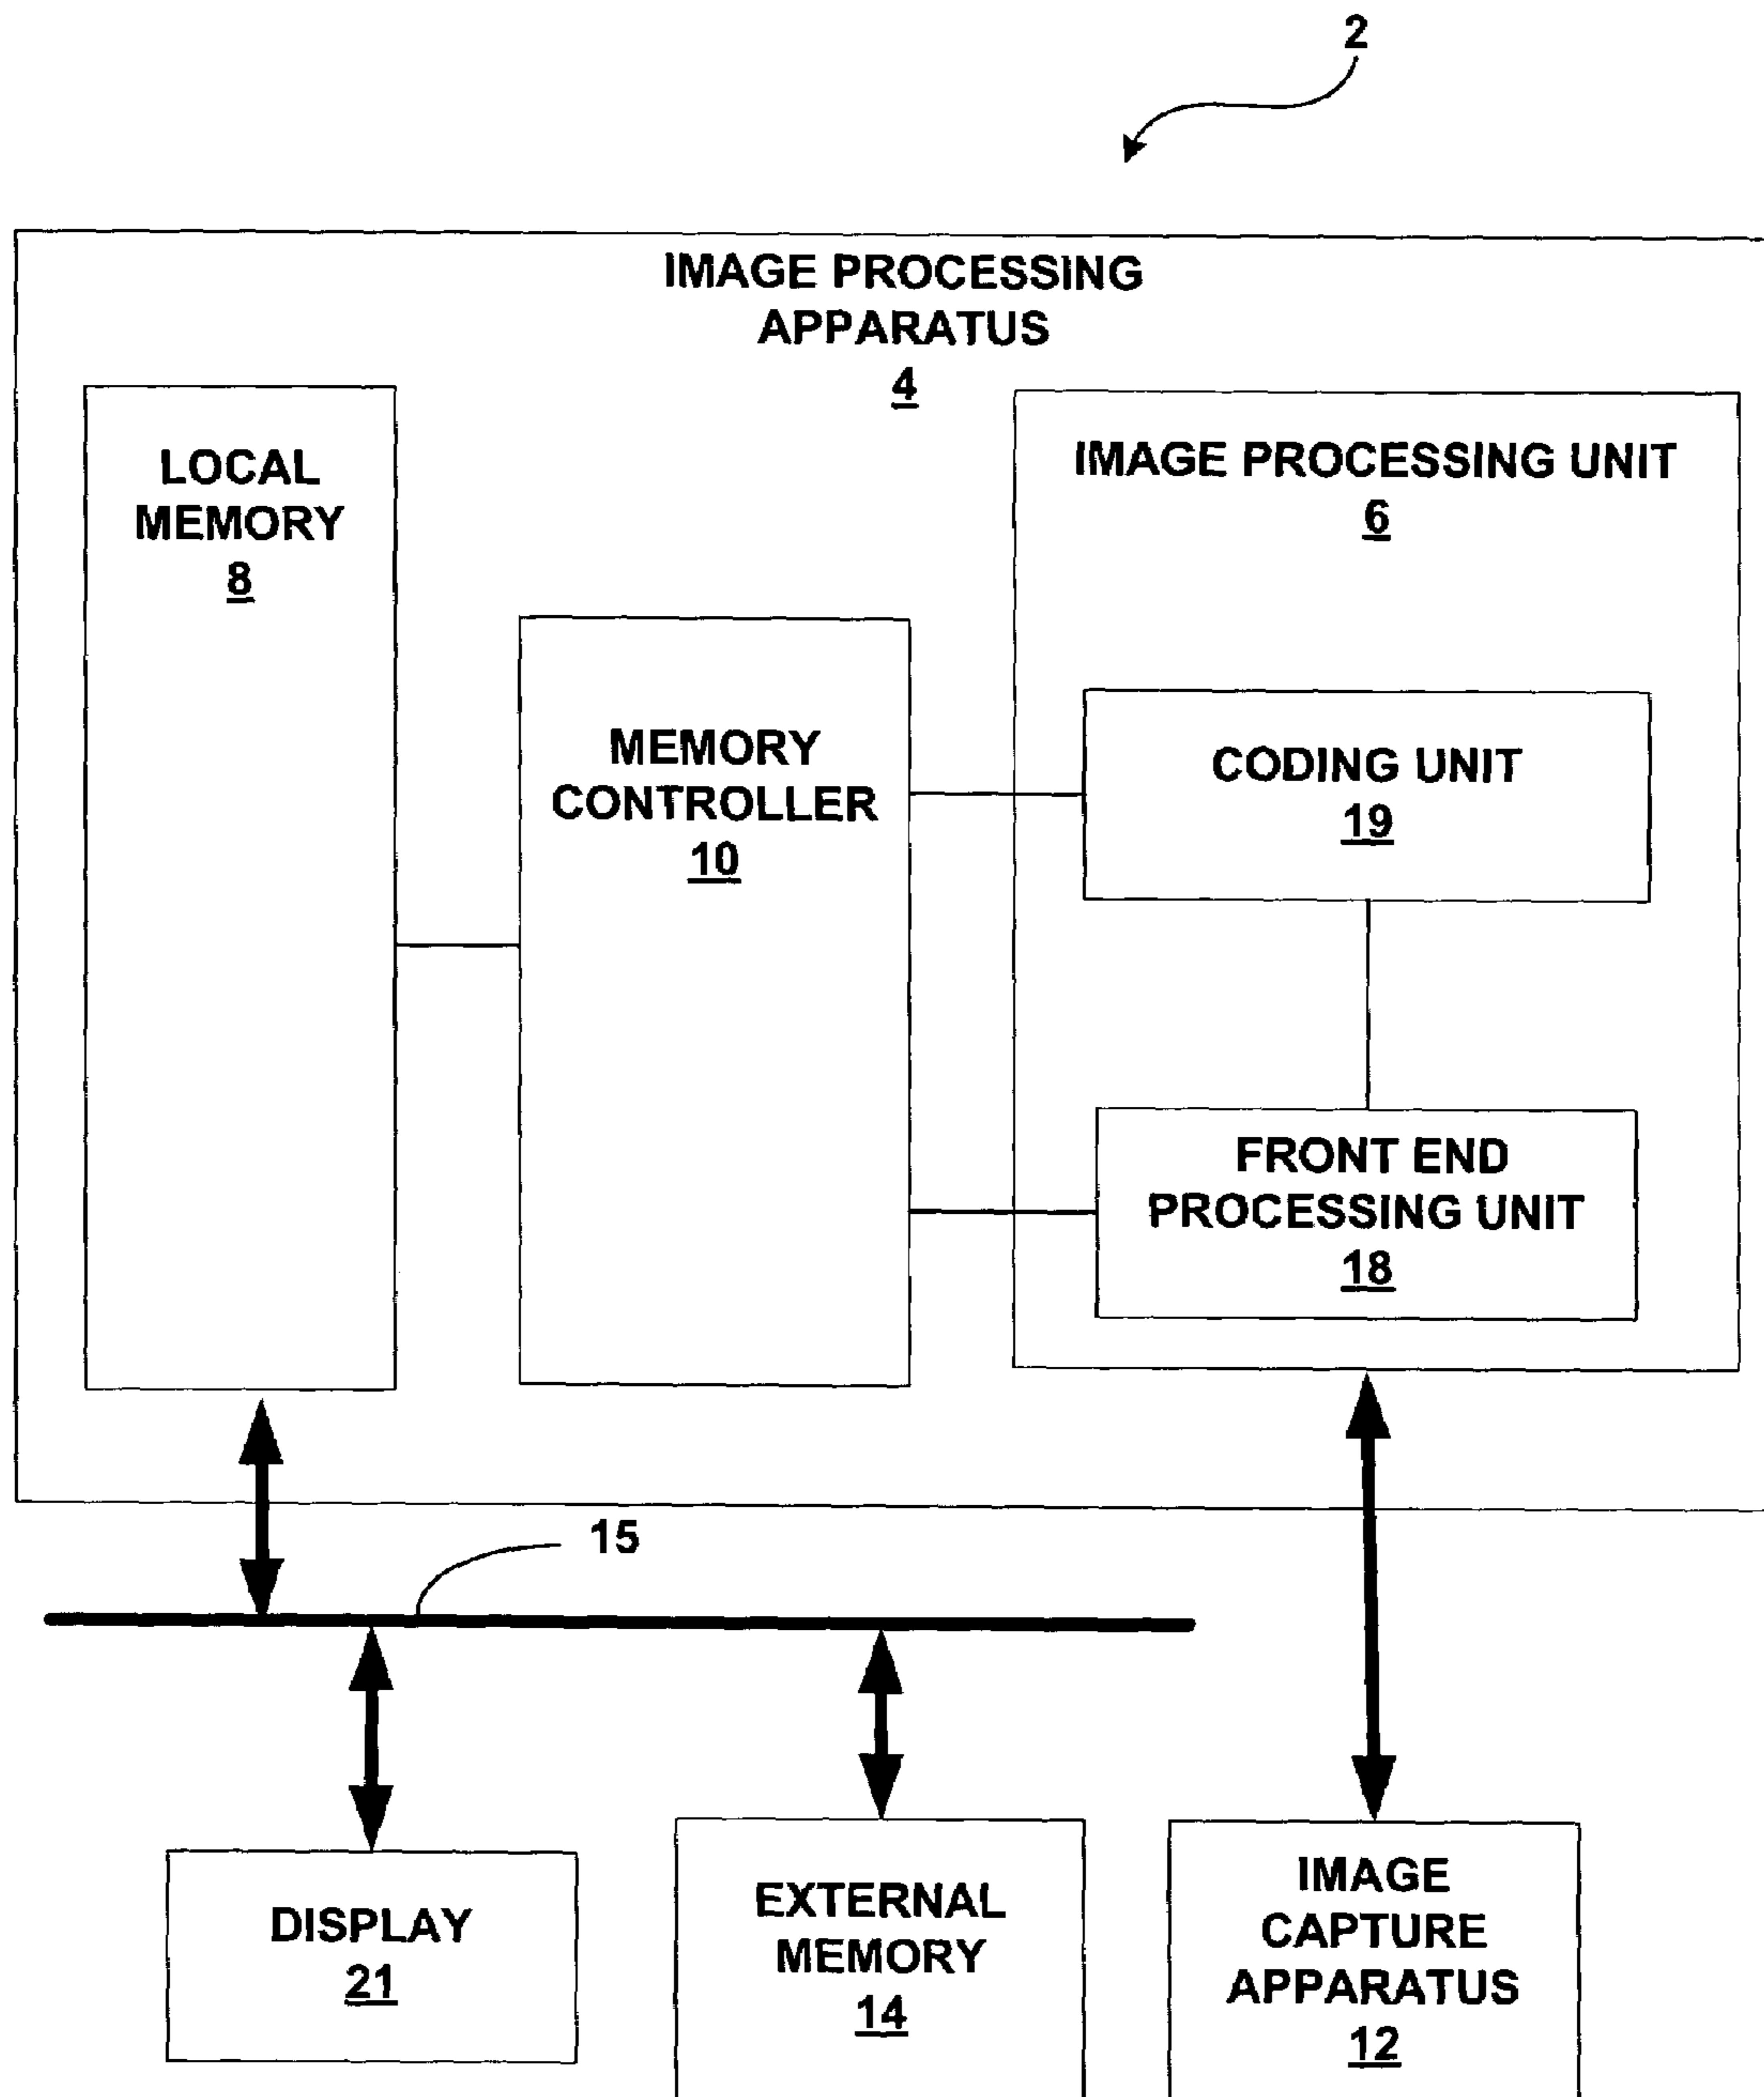 2
IMAGE PROCESSING
APPARATUS
4
LOCAL
MEMORY
8
MEMORY
CONTROLLER
10
IMAGE PROCESSING UNIT
6
CODING UNIT
19
FRONT END
PROCESSING UNIT
18
15
DISPLAY
21
EXTERNAL
MEMORY
14
IMAGE
CAPTURE
APPARATUS
12